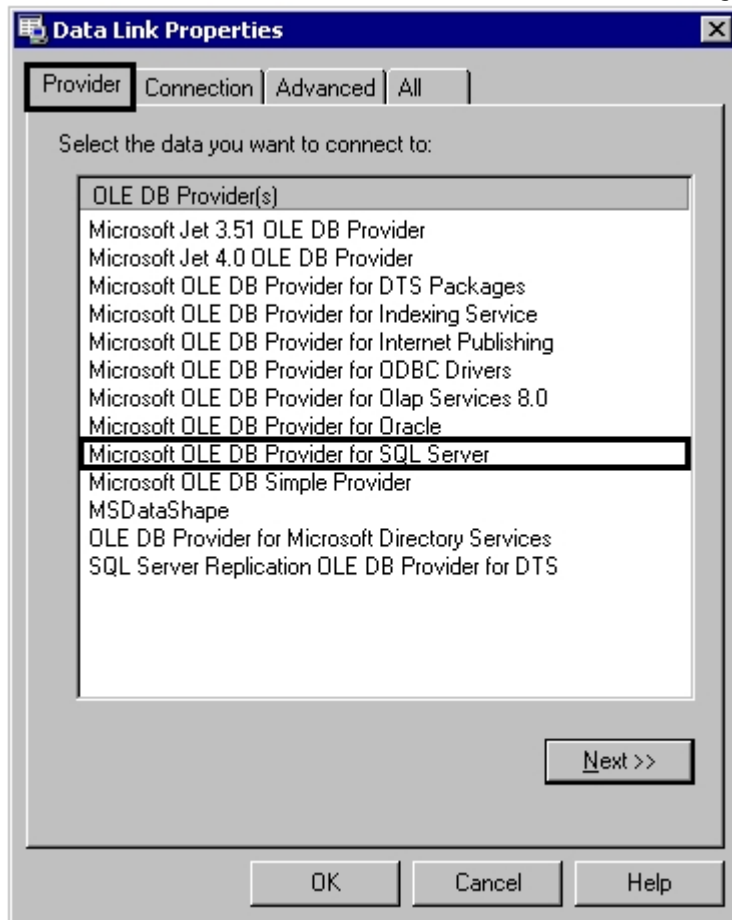 Data Link Properties
Provider Connection Advanced All
Select the data you want to connect to:
OLE DB Provider(s)
Microsoft Jet 3.51 OLE DB Provider
Microsoft Jet 4.0 OLE DB Provider
Microsoft OLE DB Provider for DTS Packages
Microsoft OLE DB Provider for Indexing Service
Microsoft OLE DB Provider for Internet Publishing
Microsoft OLE DB Provider for ODBC Drivers
Microsoft OLE DB Provider for Olap Services 8.0
Microsoft OLE DB Provider for Oracle
Microsoft OLE DB Provider for SQL Server
Microsoft OLE DB Simple Provider
MSDataShape
OLE DB Provider for Microsoft Directory Services
SQL Server Replication OLE DB Provider for DTS
Next >>
OK Cancel Help